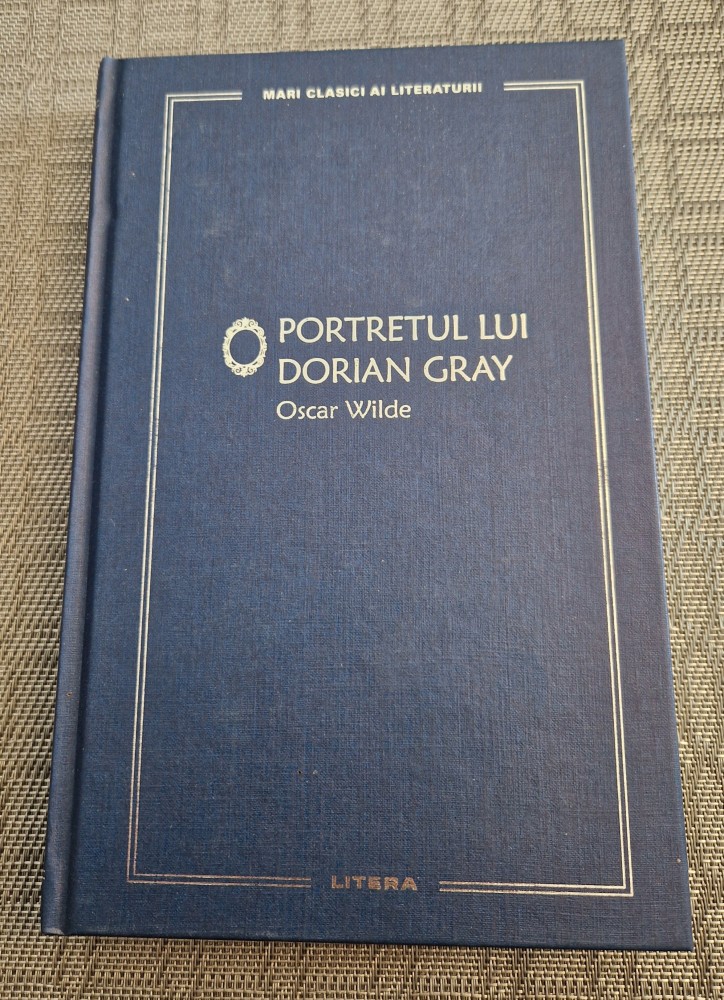 MARI CLASICI AI LITERATURII
PORTRETUL LUI
DORIAN GRAY
Oscar Wilde
LITERA